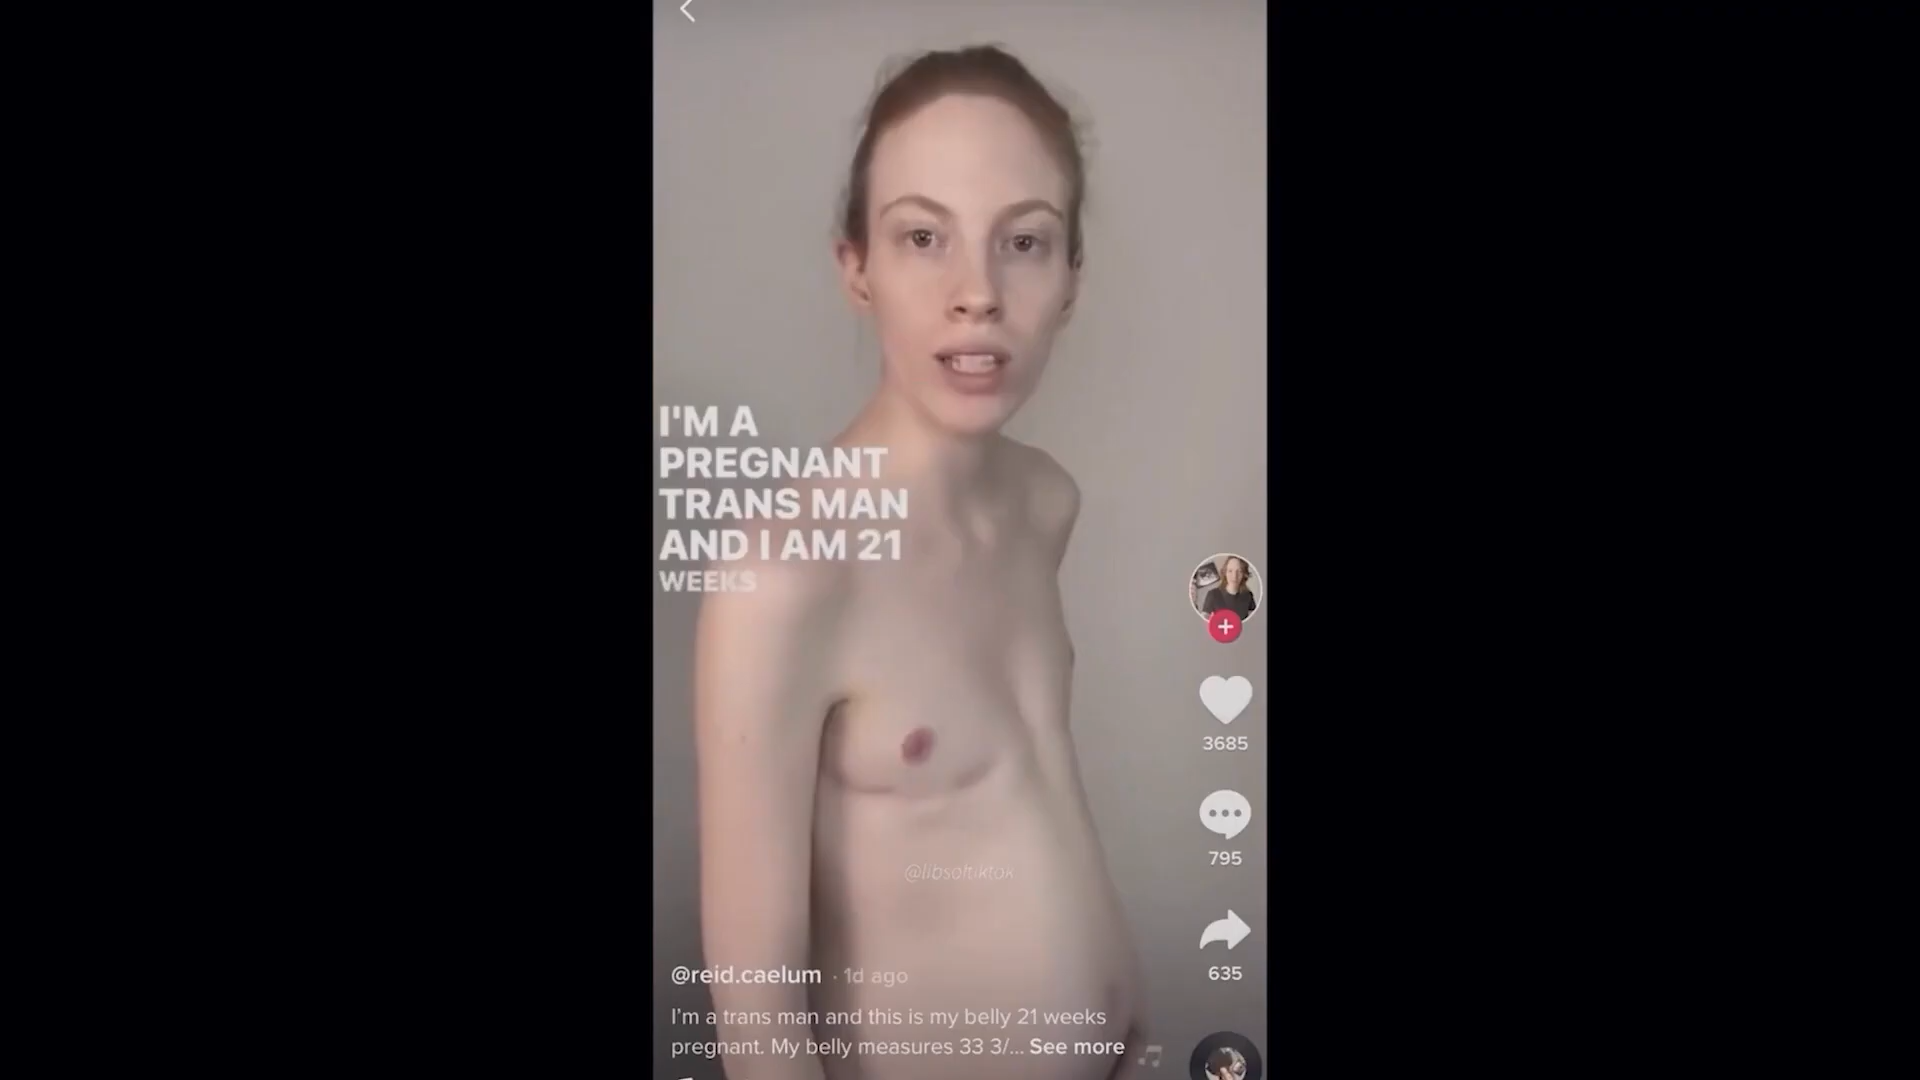 I'M A
PREGNANT
TRANS MAN
AND I AM 21
WEEKS
3685
795
@libsoftiktok
635
@reid.caelum · 1d ago
I'm a trans man and this is my belly 21 weeks
pregnant. My belly measures 33 3/... See more